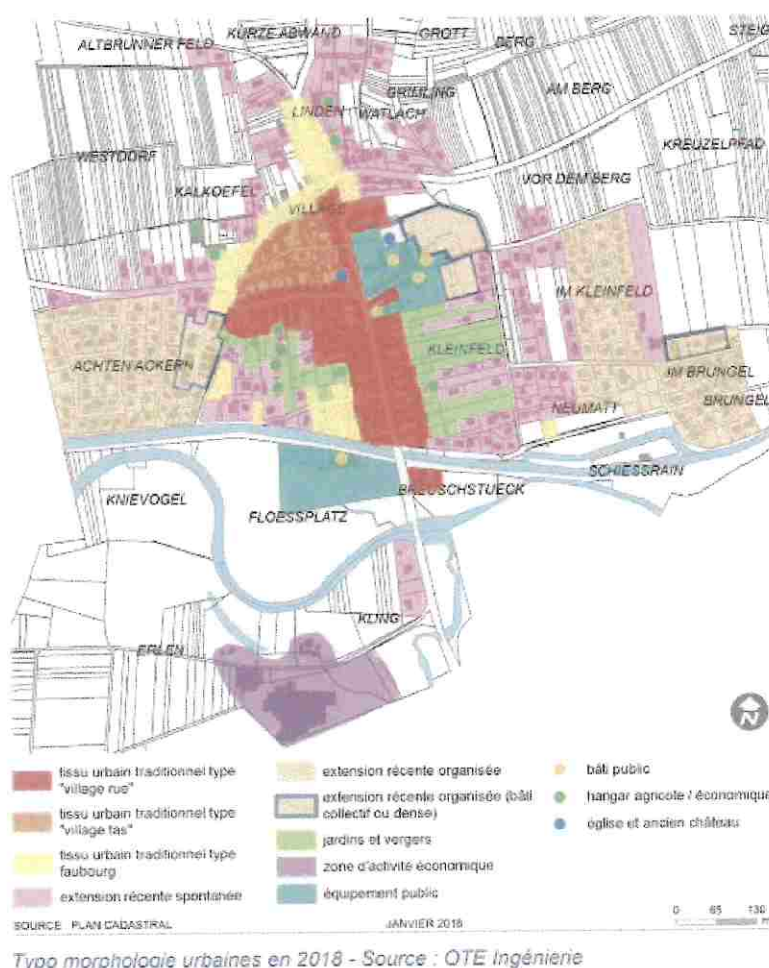 KURZE ABWAND
GROTT
BERG
STEIG
ALTBRUNNER FELD
GRIMLING
AM BERG
LINDEN
WATLACH
WESTDORF
KREUZELPFAD
KALKOEFEL
VOR DEM BERG
VILLAGE
IM KLEINFELD
ACHTEN ACKERN
KLEINFELD
IM BRUNGEL
BRUNGEL
NEUMATT
SCHIESSRAIN
KNIEVOGEL
BREUSCHSTUECK
FLOESSPLATZ
KLING
ERLEN
N
tissu urbain traditionnel type
"village rue"
tissu urbain traditionnel type
"village tas"
tissu urbain traditionnel type
faubourg
extension récente spontanée
extension récente organisée
extension récente organisée (bâti
collectif ou dense)
jardins et vergers
zone d'activité économique
équipement public
bâti public
hangar agricole / économique
église et ancien château
SOURCE : PLAN CADASTRAL
JANVIER 2018
0 65 130
m
Typo morphologie urbaines en 2018 - Source : OTE Ingénierie